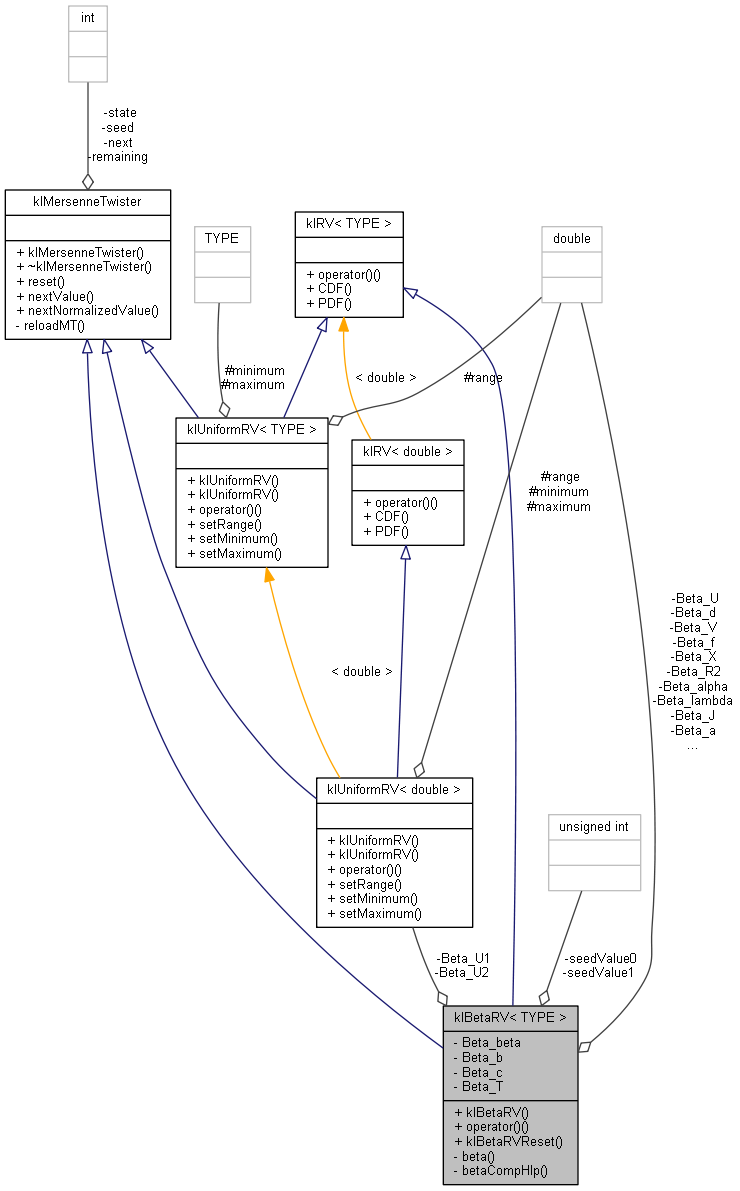 int
-state
-seed
-next
-remaining
klMersenneTwister
+ klMersenneTwister()
+ ~klMersenneTwister()
+ reset()
+ nextValue()
+ nextNormalizedValue()
- reloadMT()
TYPE
klRV< TYPE >
+ operator()()
+ CDF()
+ PDF()
double
#minimum
#maximum
< double >
#range
klUniformRV< TYPE >
+ klUniformRV()
+ klUniformRV()
+ operator()()
+ setRange()
+ setMinimum()
+ setMaximum()
klRV< double >
+ operator()()
+ CDF()
+ PDF()
#range
#minimum
#maximum
< double >
-Beta_U
-Beta_d
-Beta_V
-Beta_f
-Beta_X
-Beta_R2
-Beta_alpha
-Beta_lambda
-Beta_J
-Beta_a
...
klUniformRV< double >
+ klUniformRV()
+ klUniformRV()
+ operator()()
+ setRange()
+ setMinimum()
+ setMaximum()
unsigned int
-Beta_U1
-Beta_U2
-seedValue0
-seedValue1
klBetaRV< TYPE >
- Beta_beta
- Beta_b
- Beta_c
- Beta_T
+ klBetaRV()
+ operator()()
+ klBetaRVReset()
- beta()
- betaCompHlp()